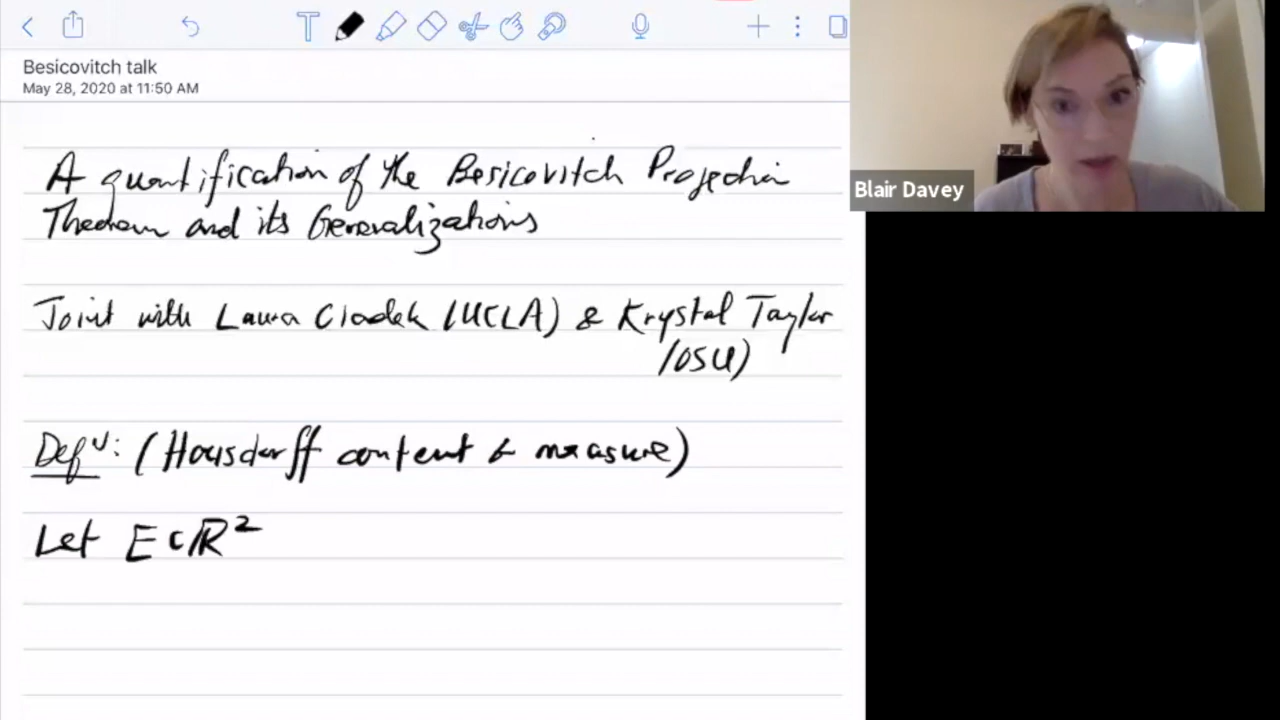 Besicovitch talk
May 28, 2020 at 11:50 AM
A quantification of the Besicovitch Projection
Theorem and its Generalizations
Joint with Laura Cladek (UCLA) & Krystal Taylor
(OSU)
Defⁿ: (Hausdorff content & measure)
Let E⊂ℝ²
Blair Davey